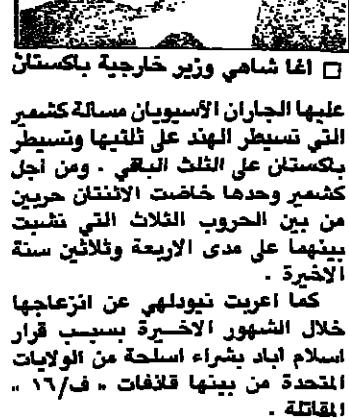 □ اغا شاهي وزير خارجية باكستان
عليها الجاران الآسيويان مسالة كشمير
التي تسيطر الهند على ثلثيها وتسيطر
باكستان على الثلث الباقي . ومن اجل
كشمير وحدها خاضت الاثنتان حربين
من بين الحروب الثلاث التي نشبت
بينهما على مدى الاربعة وثلاثين سنة
الاخيرة .
كما اعربت نيودلهي عن انزعاجها
خلال الشهور الاخيرة بسبب قرار
اسلام اباد بشراء اسلحة من الولايات
المتحدة من بينها قاذفات « ف/١٦ »
المقاتلة .